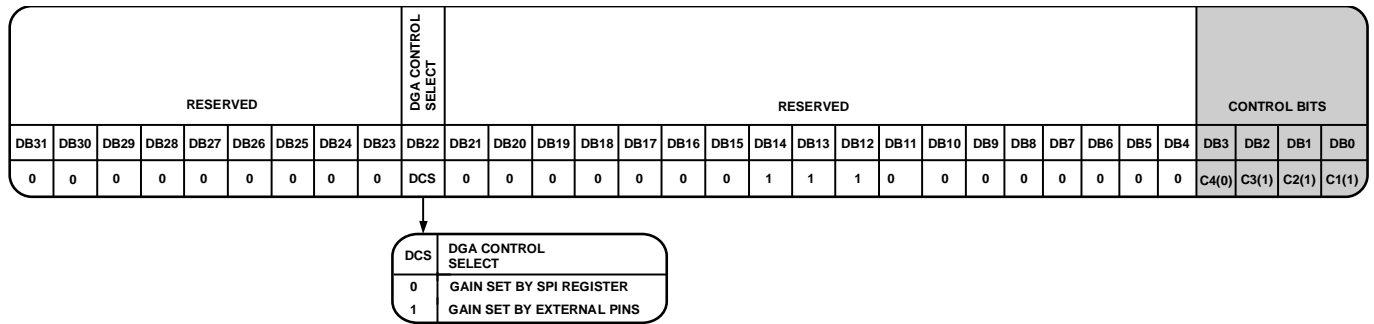 RESERVED
DGA CONTROL
SELECT
RESERVED
CONTROL BITS
DB31 DB30 DB29 DB28 DB27 DB26 DB25 DB24 DB23 DB22 DB21 DB20 DB19 DB18 DB17 DB16 DB15 DB14 DB13 DB12 DB11 DB10 DB9 DB8 DB7 DB6 DB5 DB4 DB3 DB2 DB1 DB0
0 0 0 0 0 0 0 0 0 DCS 0 0 0 0 0 0 0 1 1 1 0 0 0 0 0 0 0 0 C4(0) C3(1) C2(1) C1(1)
DCS DGA CONTROL
SELECT
0 GAIN SET BY SPI REGISTER
1 GAIN SET BY EXTERNAL PINS